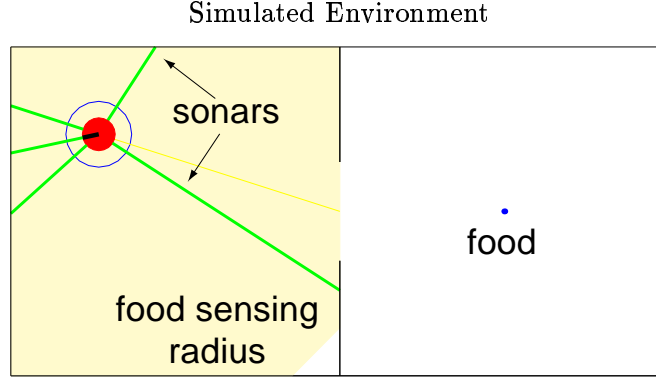 Simulated Environment
sonars
food
food sensing
radius